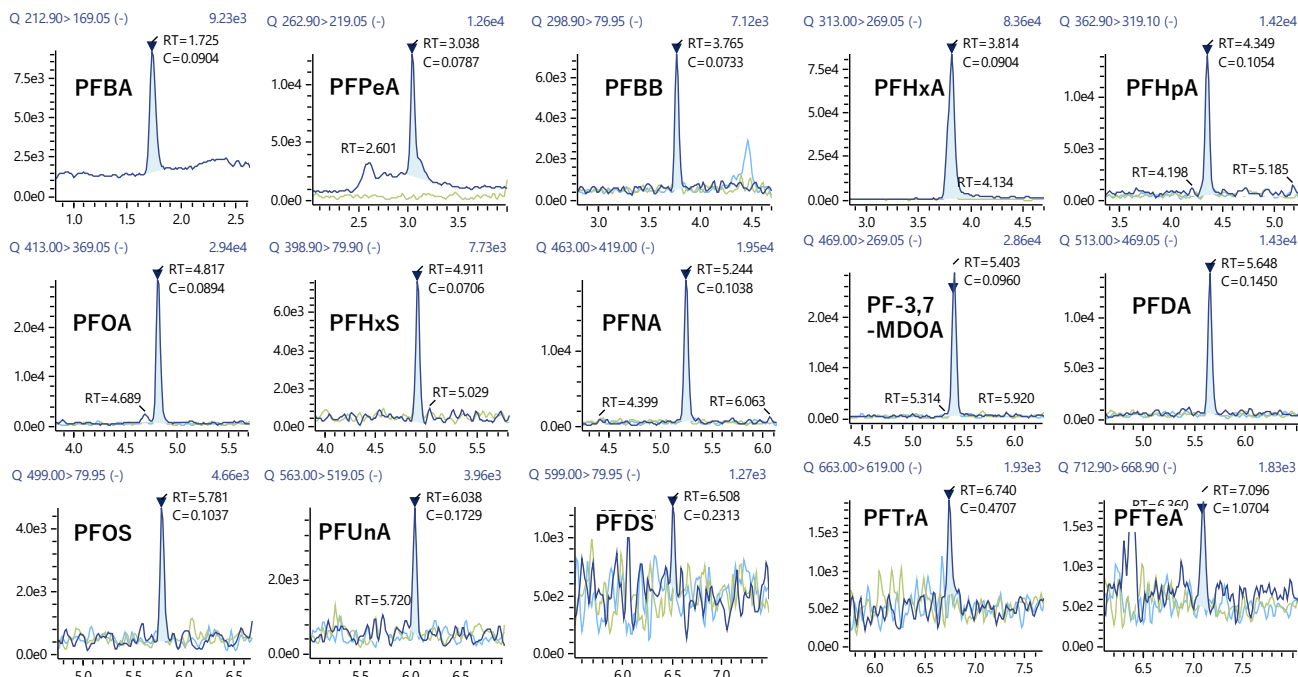 Q 212.90>169.05 (-) 9.23e3
RT=1.725
C=0.0904
PFBA
7.5e3
5.0e3
2.5e3
0.0e0
1.0 1.5 2.0 2.5
Q 262.90>219.05 (-) 1.26e4
RT=3.038
C=0.0787
PFPeA
RT=2.601
1.0e4
5.0e3
0.0e0
2.5 3.0 3.5
Q 298.90>79.95 (-) 7.12e3
RT=3.765
C=0.0733
PFBB
6.0e3
4.0e3
2.0e3
0.0e0
3.0 3.5 4.0 4.5
Q 313.00>269.05 (-) 8.36e4
RT=3.814
C=0.0904
PFHxA
RT=4.134
7.5e4
5.0e4
2.5e4
0.0e0
3.0 3.5 4.0 4.5
Q 362.90>319.10 (-) 1.42e4
RT=4.349
C=0.1054
PFHpA
RT=4.198
RT=5.185
1.0e4
5.0e3
0.0e0
3.5 4.0 4.5 5.0
Q 413.00>369.05 (-) 2.94e4
RT=4.817
C=0.0894
PFOA
RT=4.689
2.0e4
1.0e4
0.0e0
4.0 4.5 5.0 5.5
Q 398.90>79.90 (-) 7.73e3
RT=4.911
C=0.0706
PFHxS
RT=5.029
6.0e3
4.0e3
2.0e3
0.0e0
4.0 4.5 5.0 5.5
Q 463.00>419.00 (-) 1.95e4
RT=5.244
C=0.1038
PFNA
RT=4.399
RT=6.063
1.0e4
0.0e0
4.5 5.0 5.5 6.0
Q 469.00>269.05 (-) 2.86e4
RT=5.403
C=0.0960
PF-3,7
-MDOA
RT=5.314
RT=5.920
2.0e4
1.0e4
0.0e0
4.5 5.0 5.5 6.0
Q 513.00>469.05 (-) 1.43e4
RT=5.648
C=0.1450
PFDA
1.0e4
5.0e3
0.0e0
5.0 5.5 6.0 6.5
Q 499.00>79.95 (-) 4.66e3
RT=5.781
C=0.1037
PFOS
4.0e3
2.0e3
0.0e0
5.0 5.5 6.0 6.5
Q 563.00>519.05 (-) 3.96e3
RT=6.038
C=0.1729
PFUnA
RT=5.720
2.0e3
0.0e0
5.5 6.0 6.5
Q 599.00>79.95 (-) 1.27e3
RT=6.508
C=0.2313
PFDS
1.0e3
5.0e2
0.0e0
6.0 6.5 7.0
Q 663.00>619.00 (-) 1.93e3
RT=6.740
C=0.4707
PFTrA
1.5e3
1.0e3
5.0e2
0.0e0
6.0 6.5 7.0 7.5
Q 712.90>668.90 (-) 1.83e3
RT=7.096
C=1.0704
PFTeA
1.5e3
1.0e3
5.0e2
0.0e0
6.5 7.0 7.5